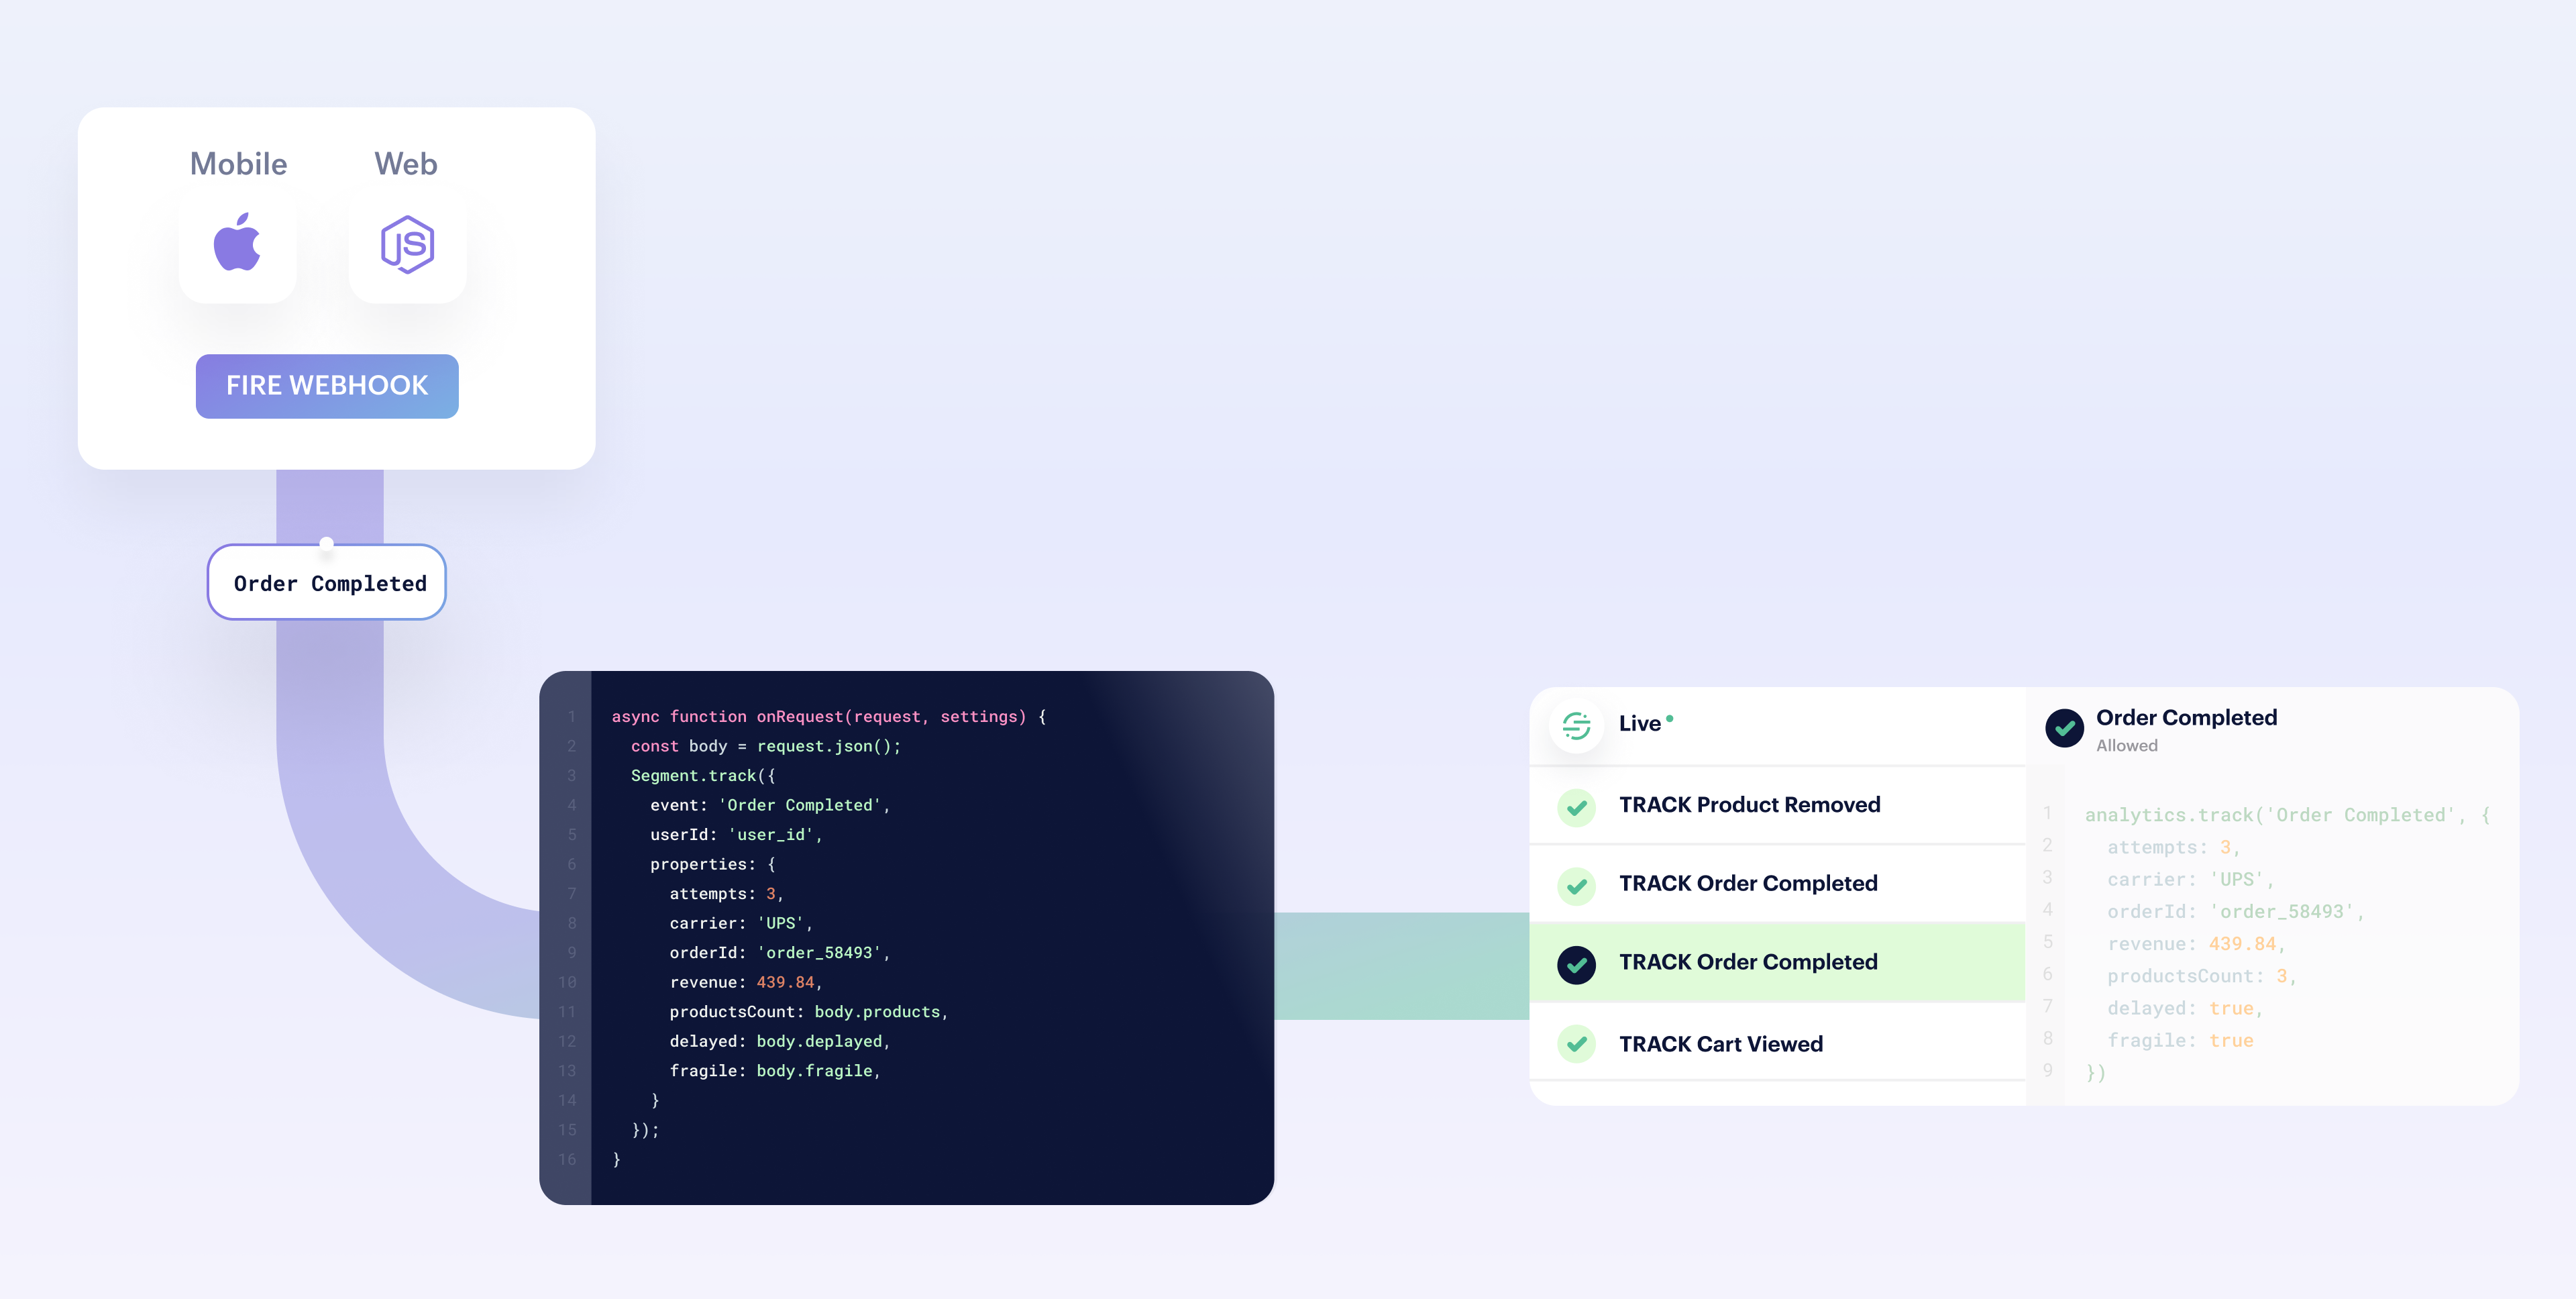 Mobile Web
JS
FIRE WEBHOOK
Order Completed
1 async function onRequest(request, settings) {
2 const body = request.json();
3 Segment.track({
4 event: 'Order Completed',
5 userId: 'user_id',
6 properties: {
7 attempts: 3,
8 carrier: 'UPS',
9 orderId: 'order_58493',
10 revenue: 439.84,
11 productsCount: body.products,
12 delayed: body.deplayed,
13 fragile: body.fragile,
14 }
15 });
16 }
Live
TRACK Product Removed
TRACK Order Completed
TRACK Order Completed
TRACK Cart Viewed
Order Completed
Allowed
1 analytics.track('Order Completed', {
2 attempts: 3,
3 carrier: 'UPS',
4 orderId: 'order_58493',
5 revenue: 439.84,
6 productsCount: 3,
7 delayed: true,
8 fragile: true
9 })